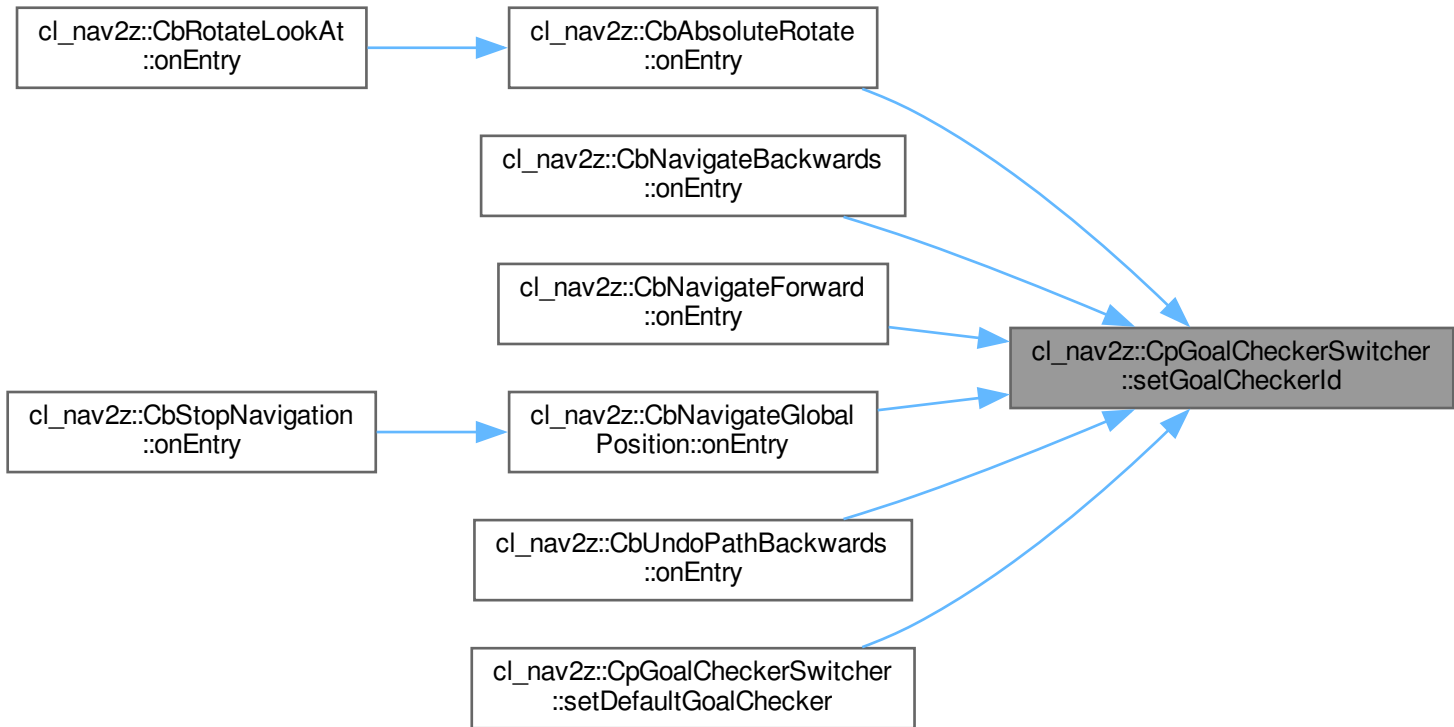 cl_nav2z::CbRotateLookAt
::onEntry
cl_nav2z::CbAbsoluteRotate
::onEntry
cl_nav2z::CbNavigateBackwards
::onEntry
cl_nav2z::CbNavigateForward
::onEntry
cl_nav2z::CpGoalCheckerSwitcher
::setGoalCheckerId
cl_nav2z::CbStopNavigation
::onEntry
cl_nav2z::CbNavigateGlobal
Position::onEntry
cl_nav2z::CbUndoPathBackwards
::onEntry
cl_nav2z::CpGoalCheckerSwitcher
::setDefaultGoalChecker